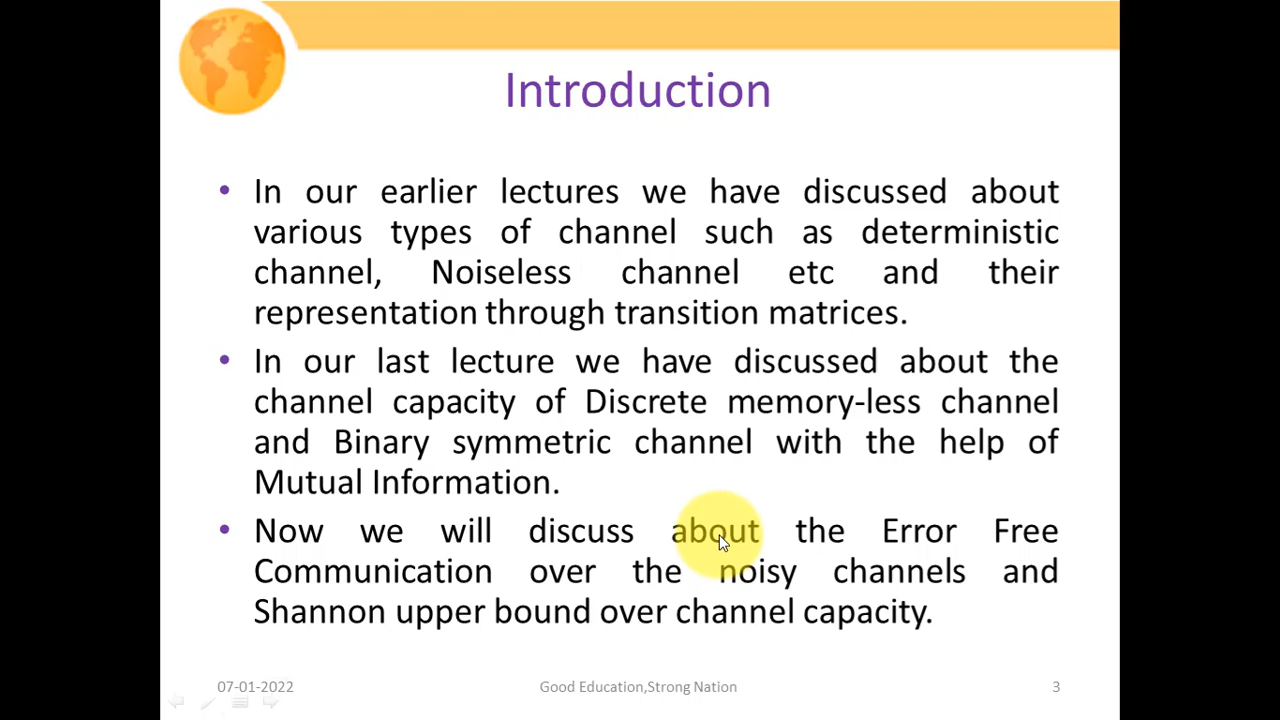 Introduction
• In our earlier lectures we have discussed about
various types of channel such as deterministic
channel, Noiseless channel etc and their
representation through transition matrices.
• In our last lecture we have discussed about the
channel capacity of Discrete memory-less channel
and Binary symmetric channel with the help of
Mutual Information.
• Now we will discuss about the Error Free
Communication over the noisy channels and
Shannon upper bound over channel capacity.
07-01-2022 Good Education,Strong Nation 3